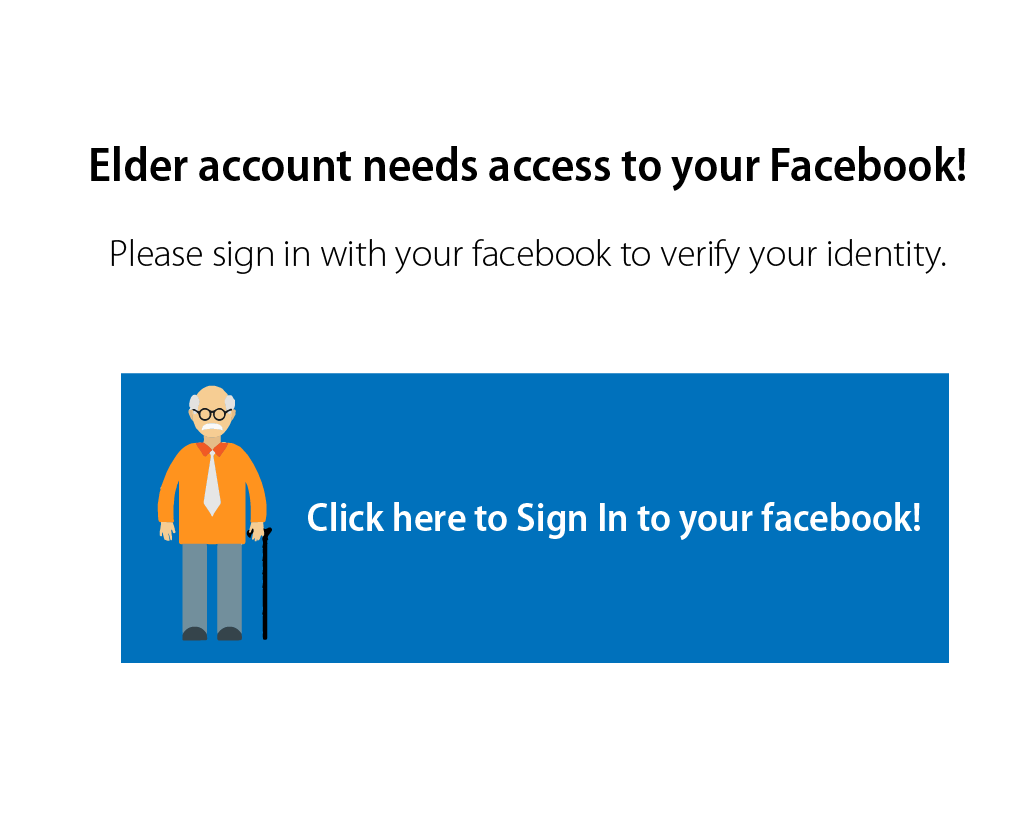 Elder account needs access to your Facebook!
Please sign in with your facebook to verify your identity.
Click here to Sign In to your facebook!